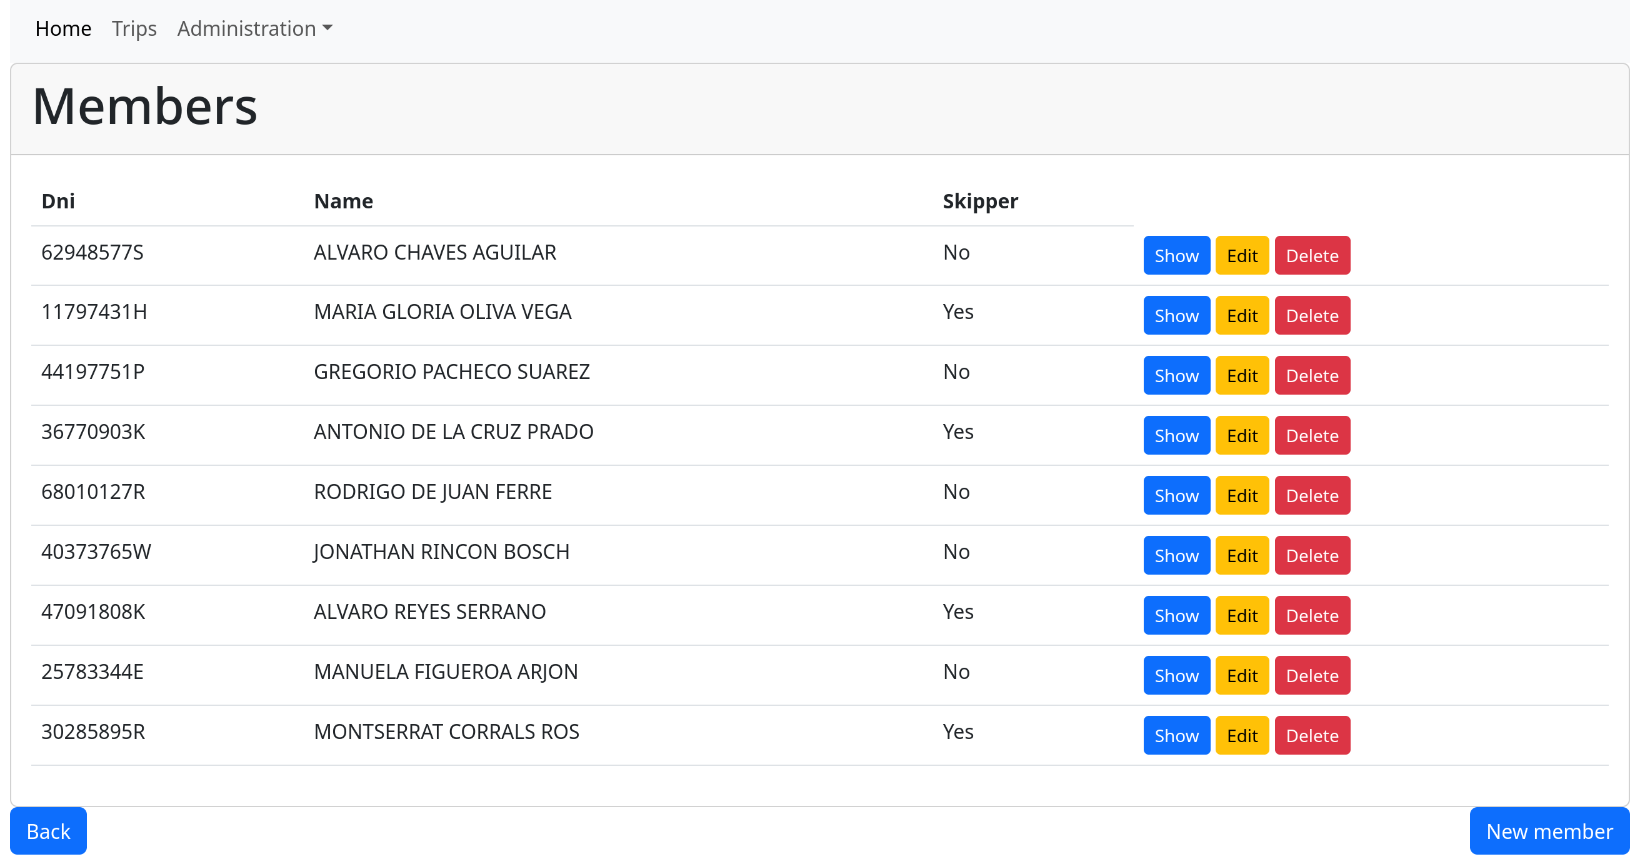 Home Trips Administration
Members
Dni Name Skipper
62948577S ALVARO CHAVES AGUILAR No Show Edit Delete
11797431H MARIA GLORIA OLIVA VEGA Yes Show Edit Delete
44197751P GREGORIO PACHECO SUAREZ No Show Edit Delete
36770903K ANTONIO DE LA CRUZ PRADO Yes Show Edit Delete
68010127R RODRIGO DE JUAN FERRE No Show Edit Delete
40373765W JONATHAN RINCON BOSCH No Show Edit Delete
47091808K ALVARO REYES SERRANO Yes Show Edit Delete
25783344E MANUELA FIGUEROA ARJON No Show Edit Delete
30285895R MONTSERRAT CORRALS ROS Yes Show Edit Delete
Back New member